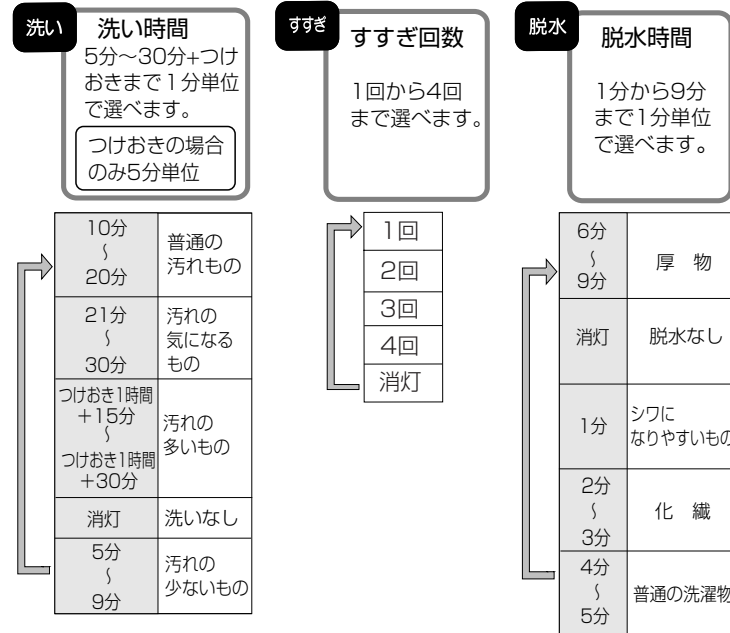 洗い
洗い時間
5分～30分+つけ
おきまで1分単位
で選べます。
つけおきの場合
のみ5分単位
10分
～
20分
普通の
汚れもの
21分
～
30分
汚れの
気になる
もの
つけおき1時間
+15分
～
つけおき1時間
+30分
汚れの
多いもの
消灯
洗いなし
5分
～
9分
汚れの
少ないもの
すすぎ
すすぎ回数
1回から4回
まで選べます。
1回
2回
3回
4回
消灯
脱水
脱水時間
1分から9分
まで1分単位
で選べます。
6分
～
9分
厚 物
消灯
脱水なし
1分
シワに
なりやすいもの
2分
～
3分
化 繊
4分
～
5分
普通の洗濯物